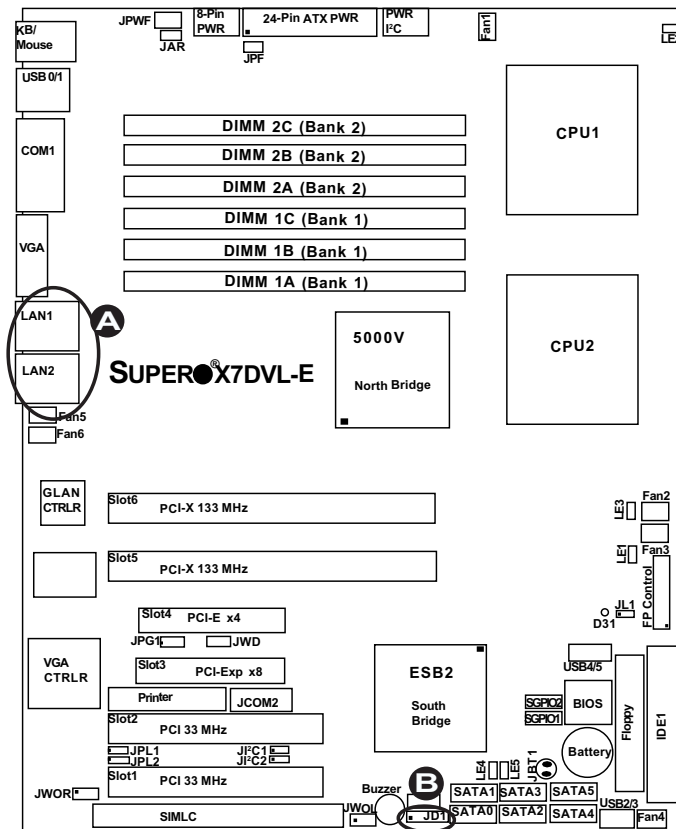 JPWF
8-Pin
PWR
24-Pin ATX PWR
PWR
I²C
Fan1
KB/
Mouse
JAR
JPF
USB 0/1
COM1
VGA
LAN1
LAN2
A
Fan5
Fan6
DIMM 2C (Bank 2)
DIMM 2B (Bank 2)
DIMM 2A (Bank 2)
DIMM 1C (Bank 1)
DIMM 1B (Bank 1)
DIMM 1A (Bank 1)
CPU1
CPU2
5000V
North Bridge
SUPER●®X7DVL-E
GLAN
CTRLR
Slot6
PCI-X 133 MHz
Slot5
PCI-X 133 MHz
LE3
Fan2
LE1
Fan3
FP Control
JL1
D31
Slot4
PCI-E x4
JPG1
JWD
VGA
CTRLR
Slot3
PCI-Exp x8
Printer
JCOM2
ESB2
South
Bridge
USB4/5
SGPIO2
SGPIO1
BIOS
Floppy
IDE1
Slot2
PCI 33 MHz
JPL1
JPL2
JI²C1
JI²C2
Battery
LE4
LE5
JBT1
Slot1
PCI 33 MHz
JWOR
SIMLC
Buzzer
B
JWOL
JD1
SATA1
SATA3
SATA5
SATA0
SATA2
SATA4
USB2/3
Fan4